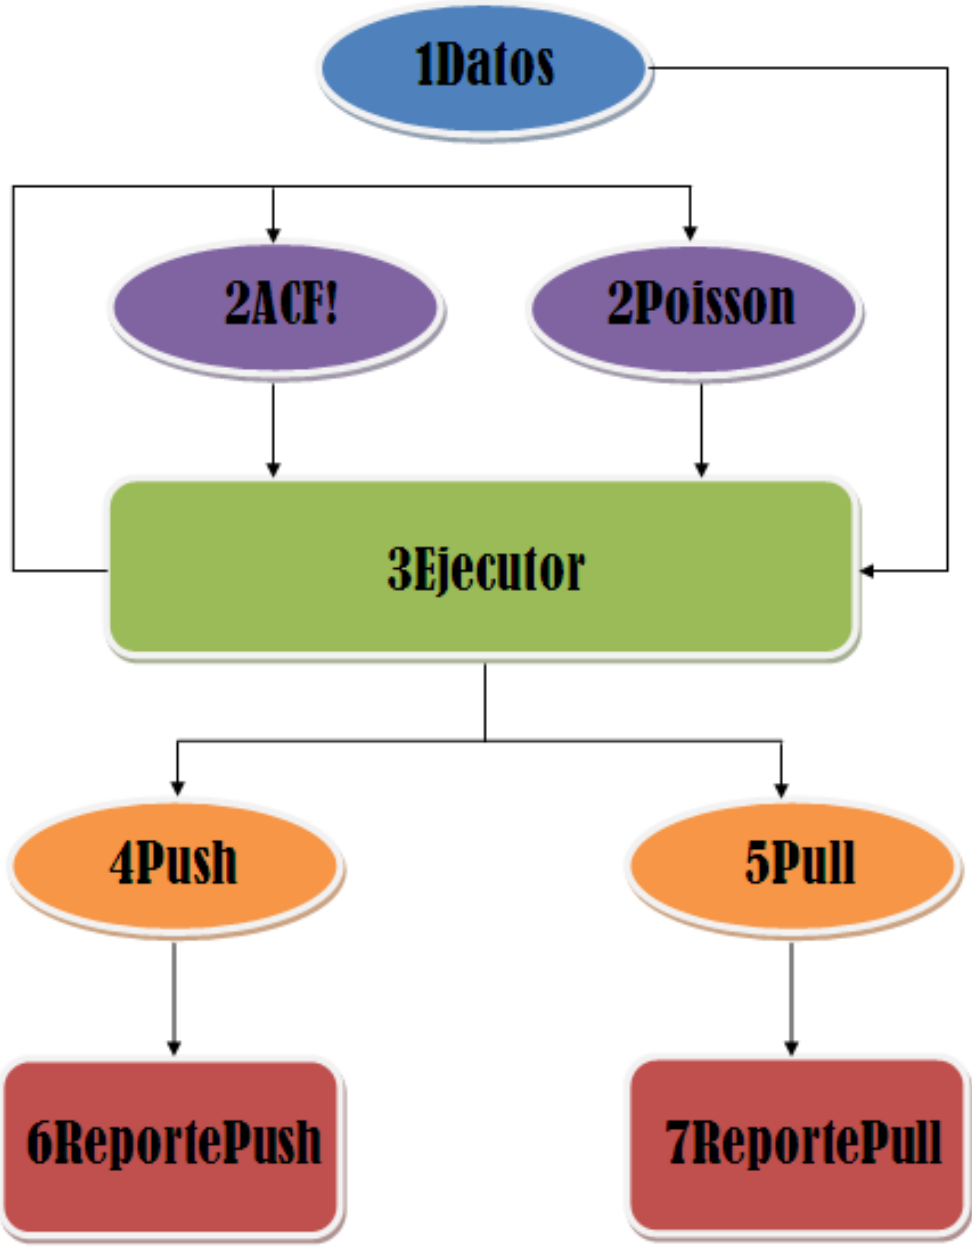 1Datos
2ACF!
2Poisson
3Ejecutor
4Push
5Pull
6ReportePush
7ReportePull